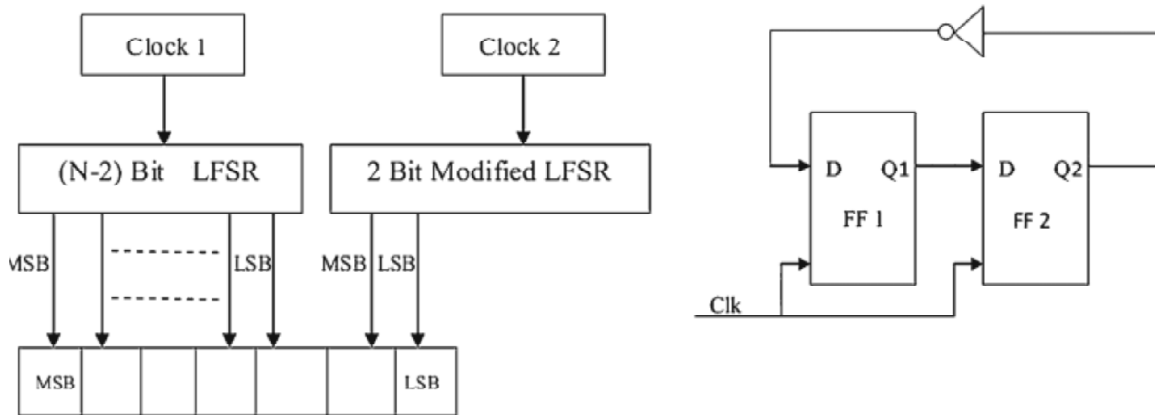 Clock 1
Clock 2
(N-2) Bit LFSR
2 Bit Modified LFSR
MSB
LSB
MSB
LSB
MSB
LSB
D
Q1
FF 1
D
Q2
FF 2
Clk